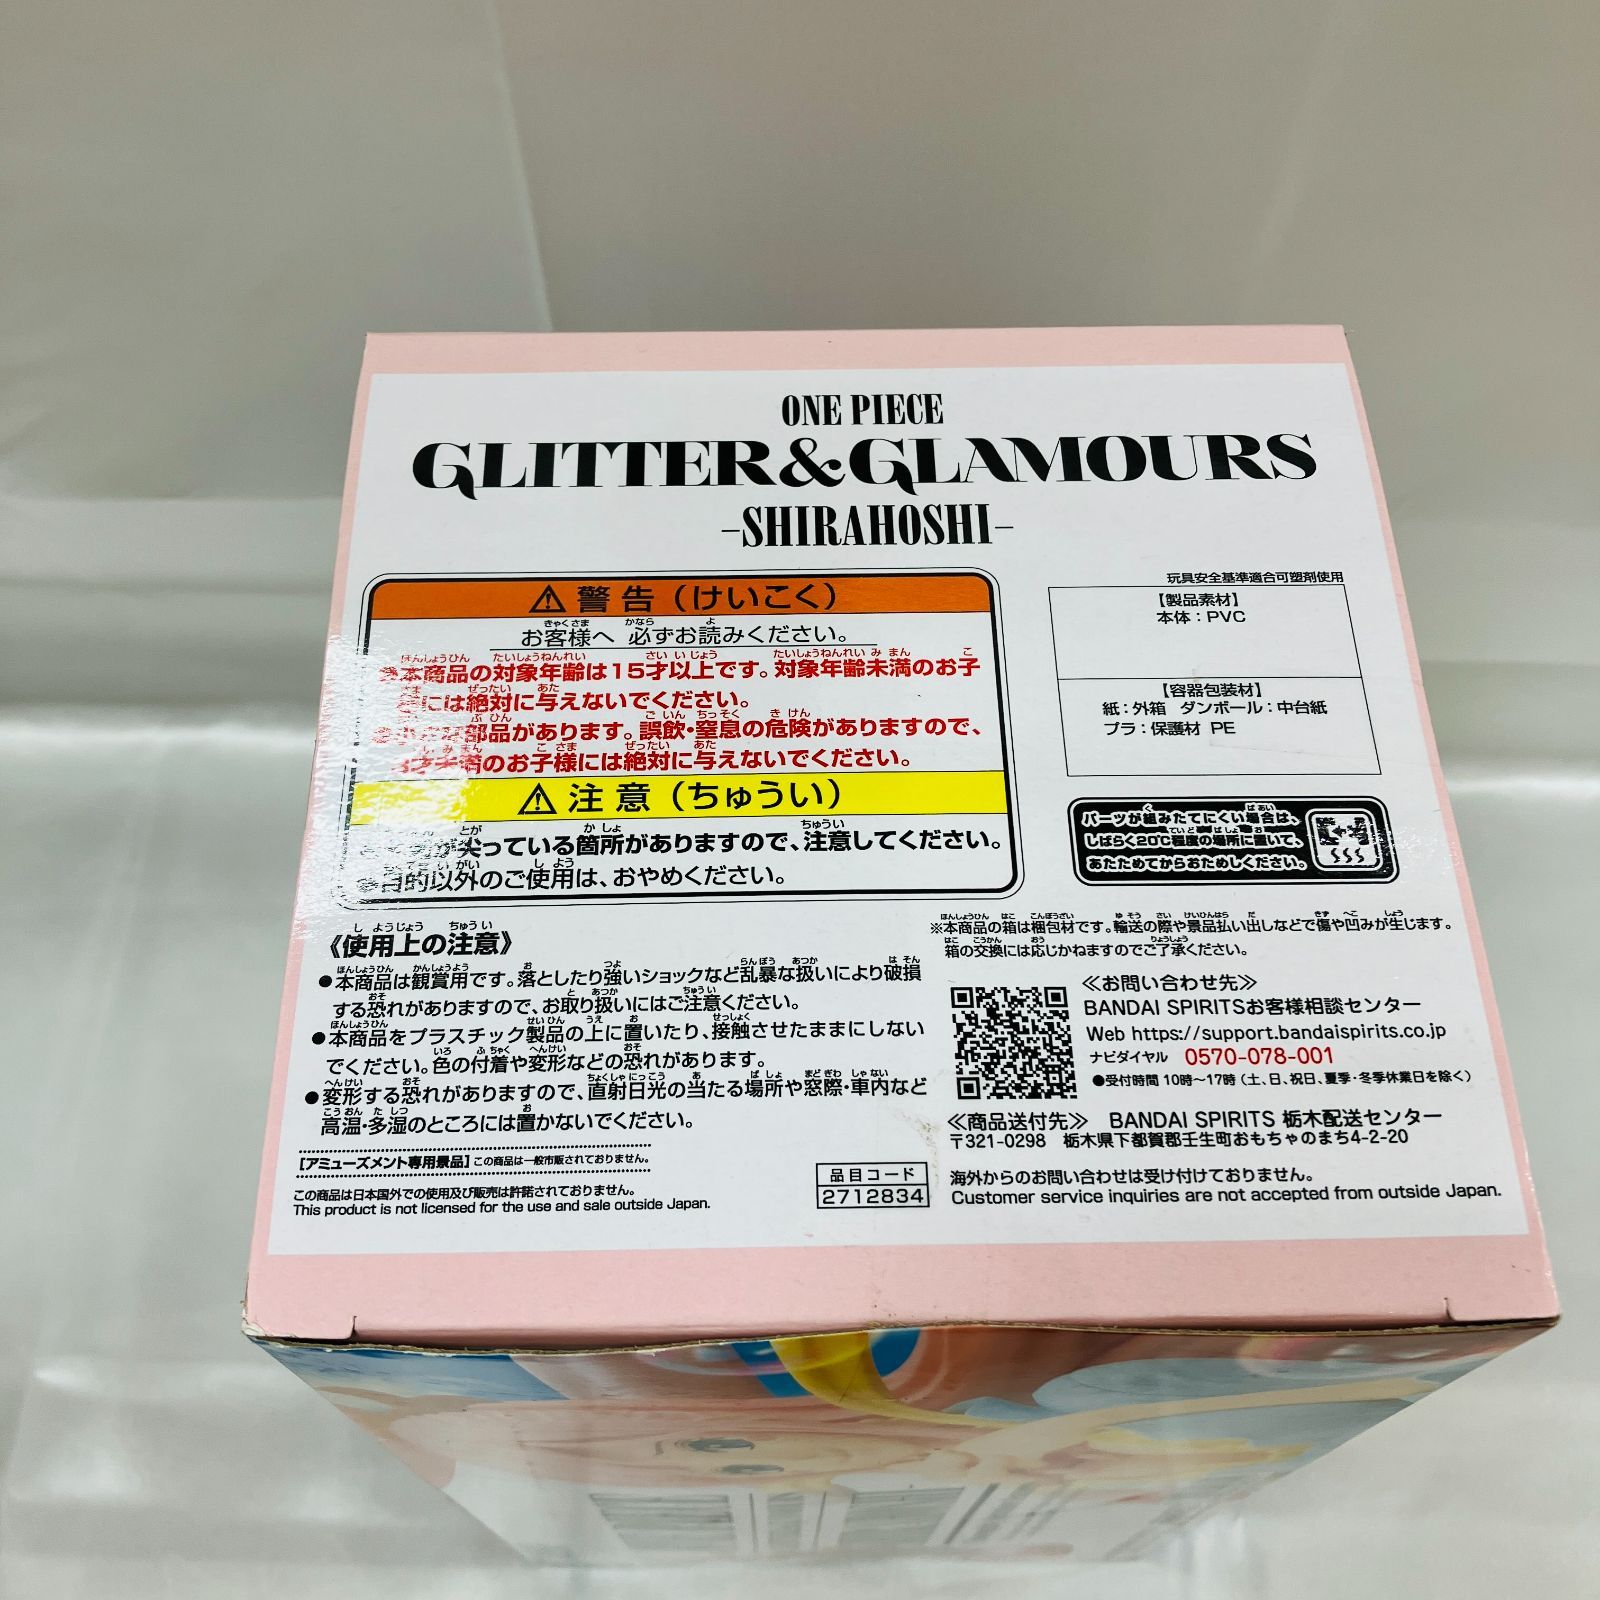 ONE PIECE
GLITTER&GLAMOURS
-SHIRAHOSHI-
⚠警告（けいこく）
お客様へ 必ずお読みください。
本商品の対象年齢は15才以上です。対象年齢未満のお子
には絶対に与えないでください。
部品があります。誤飲・窒息の危険がありますので、
のお子様には絶対に与えないでください。
⚠注意（ちゅうい）
尖っている箇所がありますので、注意してください。
目的以外のご使用は、おやめください。
玩具安全基準適合可塑剤使用
【製品素材】
本体：PVC
【容器包装材】
紙：外箱 ダンボール：中台紙
プラ：保護材 PE
パーツが組みたてにくい場合は、
しばらく20℃程度の場所に置いて、
あたためてからおためしください。
《使用上の注意》
●本商品は観賞用です。落としたり強いショックなど乱暴な扱いにより破損
する恐れがありますので、お取り扱いにはご注意ください。
●本商品をプラスチック製品の上に置いたり、接触させたままにしない
でください。色の付着や変形などの恐れがあります。
●変形する恐れがありますので、直射日光の当たる場所や窓際・車内など
高温・多湿のところには置かないでください。
※本商品の箱は梱包材です。輸送の際や景品払い出しなどで傷や凹みが生じます。
箱の交換には応じかねますのでご了承ください。
≪お問い合わせ先≫
BANDAI SPIRITSお客様相談センター
Web https://support.bandaispirits.co.jp
ナビダイヤル 0570-078-001
●受付時間 10時～17時（土、日、祝日、夏季・冬季休業日を除く）
≪商品送付先≫ BANDAI SPIRITS 栃木配送センター
〒321-0298 栃木県下都賀郡壬生町おもちゃのまち4-2-20
［アミューズメント専用景品］この商品は一般市販されておりません。
この商品は日本国外での使用及び販売は許諾されておりません。
This product is not licensed for the use and sale outside Japan.
品目コード
2712834
海外からのお問い合わせは受け付けておりません。
Customer service inquiries are not accepted from outside Japan.